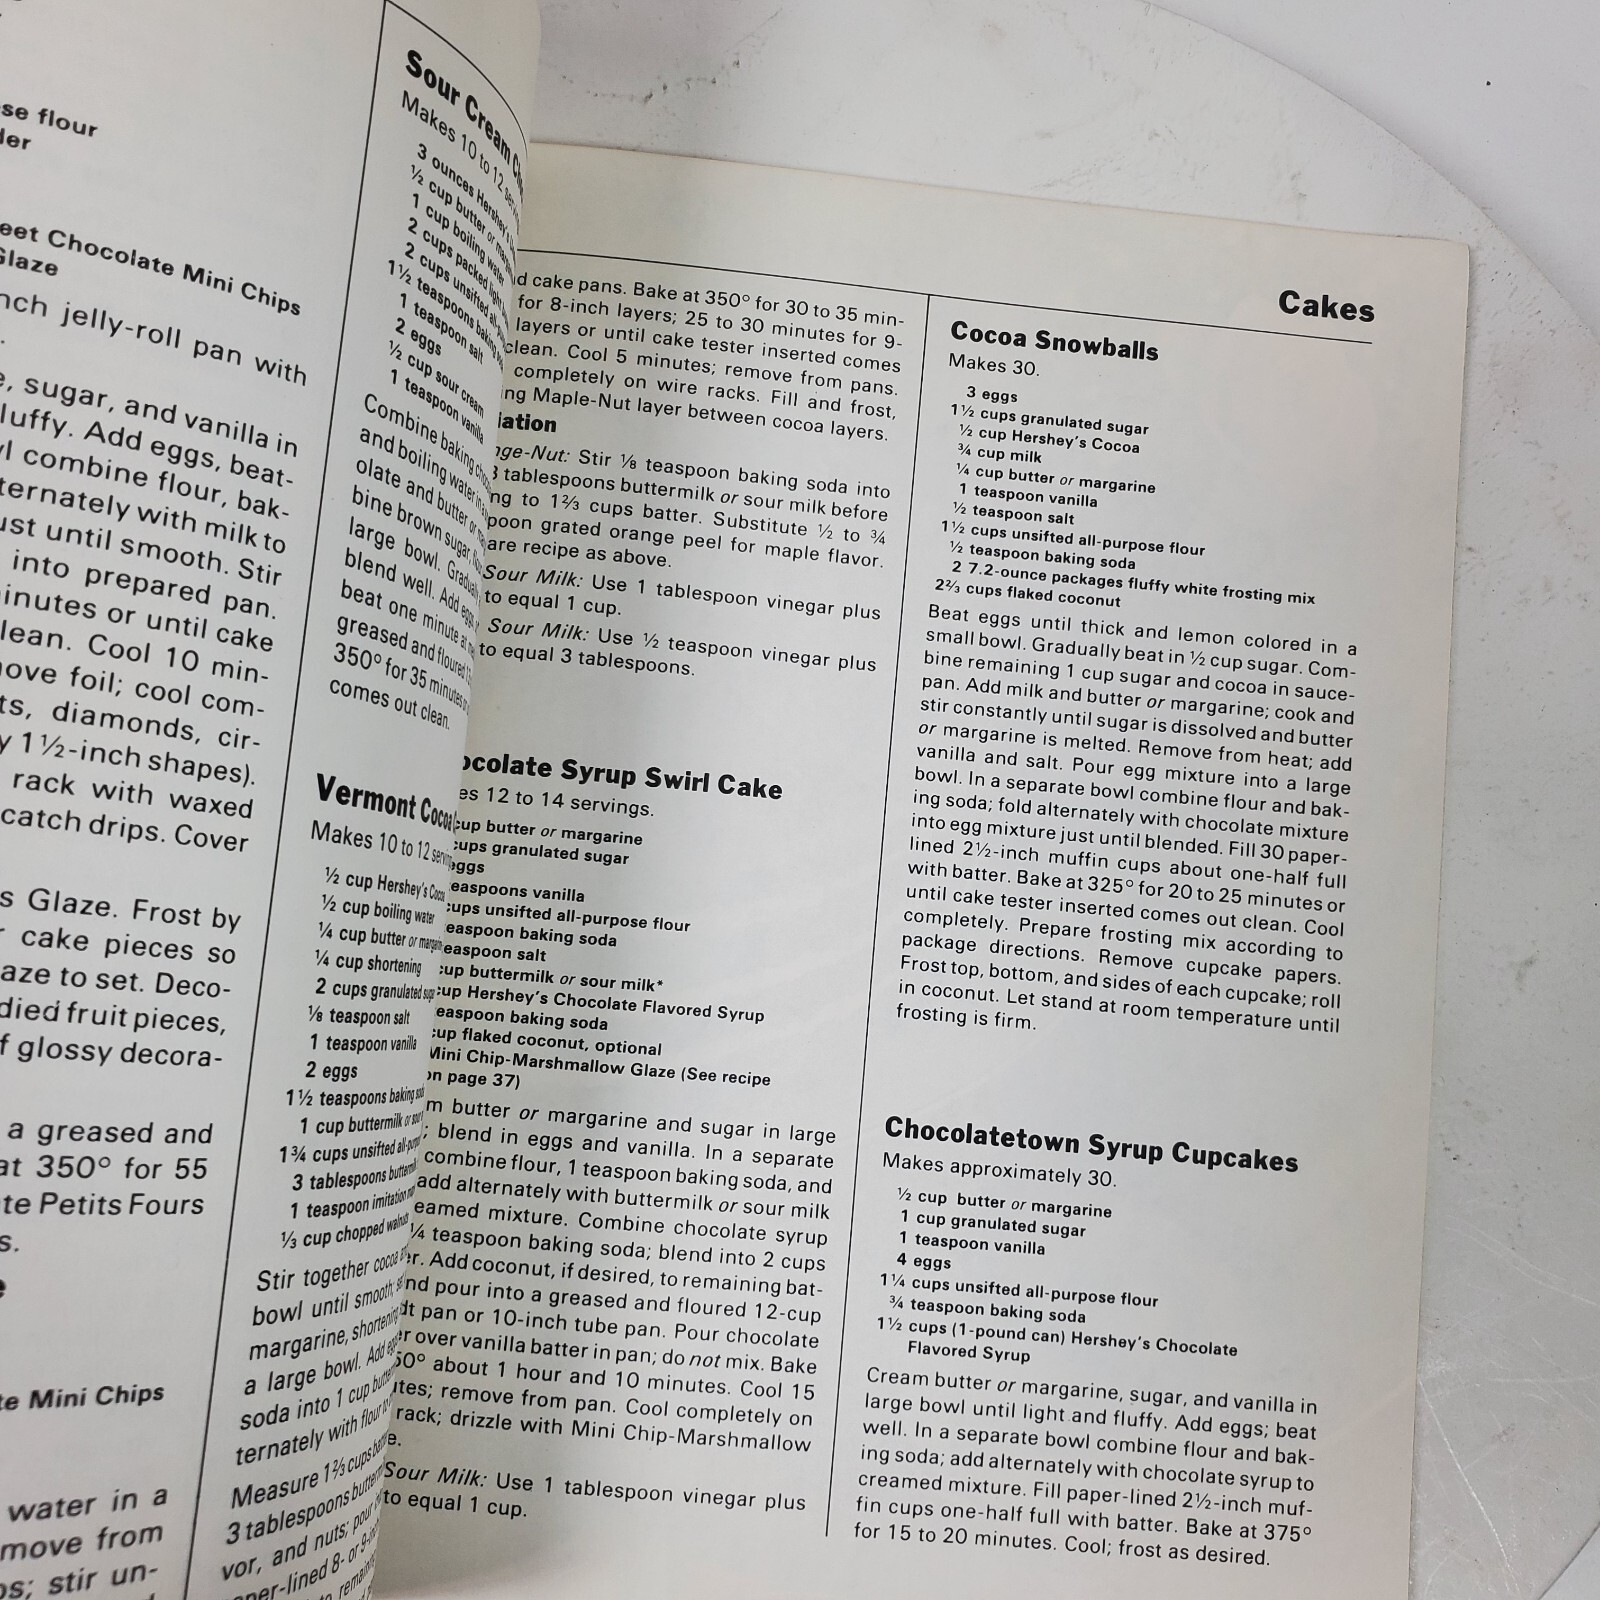 se flour
der
eet Chocolate Mini Chips
Glaze
nch jelly-roll pan with
e, sugar, and vanilla in
luffy. Add eggs, beat-
vl combine flour, bak-
ternately with milk to
ust until smooth. Stir
into prepared pan.
inutes or until cake
lean. Cool 10 min-
nove foil; cool com-
ts, diamonds, cir-
y 1½-inch shapes).
rack with waxed
catch drips. Cover
s Glaze. Frost by
r cake pieces so
aze to set. Deco-
died fruit pieces,
f glossy decora-
a greased and
at 350° for 55
te Petits Fours
s.
e
te Mini Chips
water in a
move from
os; stir un-
Sour Cream
Makes 10 to 12
3 ounces Hershey's
½ cup butter or
1 cup boiling water
2 cups packed light
2 cups unsifted all-
1½ teaspoons baking
1 teaspoon salt
2 eggs
½ cup sour cream
1 teaspoon vanilla
Combine baking
and boiling water in
olate and butter or
bine brown sugar,
large bowl. Gradually
blend well. Add eggs
beat one minute at
greased and floured
350° for 35 minutes or
comes out clean.
Vermont Cocoa
Makes 10 to 12
½ cup Hershey's Cocoa
½ cup boiling water
¼ cup butter or margarine
¼ cup shortening
2 cups granulated sugar
⅛ teaspoon salt
1 teaspoon vanilla
2 eggs
1½ teaspoons baking soda
1 cup buttermilk or
1¾ cups unsifted all-
3 tablespoons
1 teaspoon imitation
⅓ cup chopped walnuts
Stir together cocoa
bowl until smooth;
margarine, shortening
a large bowl. Add
soda into 1 cup
ternately with flour
Measure 1⅔ cups
3 tablespoons
vor, and nuts;
per-lined 8- or 9-
Cakes
d cake pans. Bake at 350° for 30 to 35 min-
for 8-inch layers; 25 to 30 minutes for 9-
layers or until cake tester inserted comes
clean. Cool 5 minutes; remove from pans.
completely on wire racks. Fill and frost,
ng Maple-Nut layer between cocoa layers.
iation
nge-Nut: Stir ⅛ teaspoon baking soda into
3 tablespoons buttermilk or sour milk before
ng to 1⅔ cups batter. Substitute ½ to ¾
poon grated orange peel for maple flavor.
are recipe as above.
Sour Milk: Use 1 tablespoon vinegar plus
to equal 1 cup.
Sour Milk: Use ½ teaspoon vinegar plus
to equal 3 tablespoons.
ocolate Syrup Swirl Cake
es 12 to 14 servings.
cup butter or margarine
cups granulated sugar
eggs
easpoons vanilla
cups unsifted all-purpose flour
easpoon baking soda
easpoon salt
cup buttermilk or sour milk*
cup Hershey's Chocolate Flavored Syrup
easpoon baking soda
cup flaked coconut, optional
Mini Chip-Marshmallow Glaze (See recipe
on page 37)
m butter or margarine and sugar in large
; blend in eggs and vanilla. In a separate
combine flour, 1 teaspoon baking soda, and
add alternately with buttermilk or sour milk
eamed mixture. Combine chocolate syrup
¼ teaspoon baking soda; blend into 2 cups
er. Add coconut, if desired, to remaining bat-
nd pour into a greased and floured 12-cup
dt pan or 10-inch tube pan. Pour chocolate
er over vanilla batter in pan; do not mix. Bake
50° about 1 hour and 10 minutes. Cool 15
utes; remove from pan. Cool completely on
rack; drizzle with Mini Chip-Marshmallow
e.
Sour Milk: Use 1 tablespoon vinegar plus
to equal 1 cup.
Cocoa Snowballs
Makes 30.
3 eggs
1½ cups granulated sugar
½ cup Hershey's Cocoa
¾ cup milk
¼ cup butter or margarine
1 teaspoon vanilla
½ teaspoon salt
1½ cups unsifted all-purpose flour
½ teaspoon baking soda
2 7.2-ounce packages fluffy white frosting mix
2⅔ cups flaked coconut
Beat eggs until thick and lemon colored in a
small bowl. Gradually beat in ½ cup sugar. Com-
bine remaining 1 cup sugar and cocoa in sauce-
pan. Add milk and butter or margarine; cook and
stir constantly until sugar is dissolved and butter
or margarine is melted. Remove from heat; add
vanilla and salt. Pour egg mixture into a large
bowl. In a separate bowl combine flour and bak-
ing soda; fold alternately with chocolate mixture
into egg mixture just until blended. Fill 30 paper-
lined 2½-inch muffin cups about one-half full
with batter. Bake at 325° for 20 to 25 minutes or
until cake tester inserted comes out clean. Cool
completely. Prepare frosting mix according to
package directions. Remove cupcake papers.
Frost top, bottom, and sides of each cupcake; roll
in coconut. Let stand at room temperature until
frosting is firm.
Chocolatetown Syrup Cupcakes
Makes approximately 30.
½ cup butter or margarine
1 cup granulated sugar
1 teaspoon vanilla
4 eggs
1¼ cups unsifted all-purpose flour
¾ teaspoon baking soda
1½ cups (1-pound can) Hershey's Chocolate
Flavored Syrup
Cream butter or margarine, sugar, and vanilla in
large bowl until light and fluffy. Add eggs; beat
well. In a separate bowl combine flour and bak-
ing soda; add alternately with chocolate syrup to
creamed mixture. Fill paper-lined 2½-inch muf-
fin cups one-half full with batter. Bake at 375°
for 15 to 20 minutes. Cool; frost as desired.